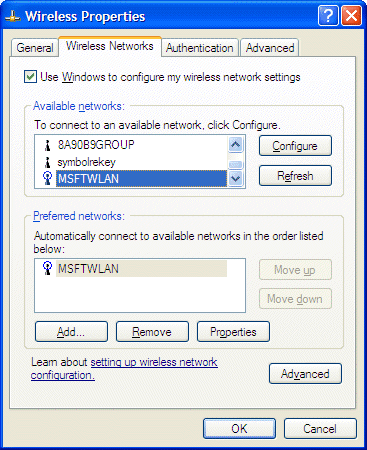 Wireless Properties
General Wireless Networks Authentication Advanced
Use Windows to configure my wireless network settings
Available networks:
To connect to an available network, click Configure.
8A90B9GROUP
symbolrekey
MSFTWLAN
Configure
Refresh
Preferred networks:
Automatically connect to available networks in the order listed
below:
MSFTWLAN
Move up
Move down
Add... Remove Properties
Learn about setting up wireless network
configuration.
Advanced
OK Cancel